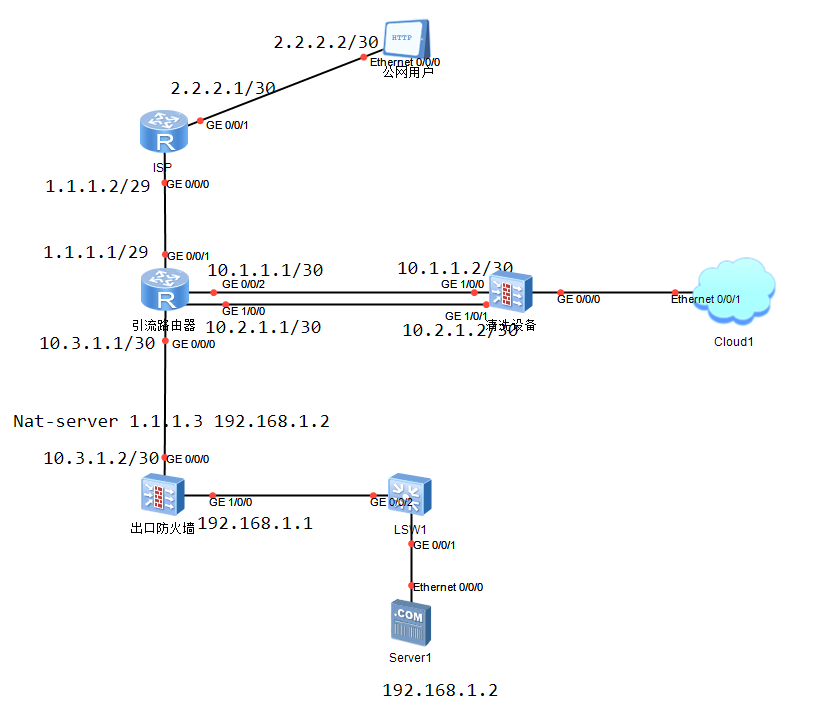 2.2.2.2/30
HTTP
Ethernet 0/0/0
公网用户
2.2.2.1/30
GE 0/0/1
R
ISP
1.1.1.2/29
GE 0/0/0
1.1.1.1/29
GE 0/0/1
10.1.1.1/30
10.1.1.2/30
GE 0/0/2
GE 1/0/0
R
GE 0/0/0
Ethernet 0/0/1
GE 1/0/0
GE 1/0/1
引流路由器
10.2.1.1/30
10.2.1.2/30
清洗设备
10.3.1.1/30
GE 0/0/0
Cloud1
Nat-server 1.1.1.3 192.168.1.2
10.3.1.2/30
GE 0/0/0
GE 1/0/0
GE 0/0/2
出口防火墙
192.168.1.1
LSW1
GE 0/0/1
Ethernet 0/0/0
.COM
Server1
192.168.1.2